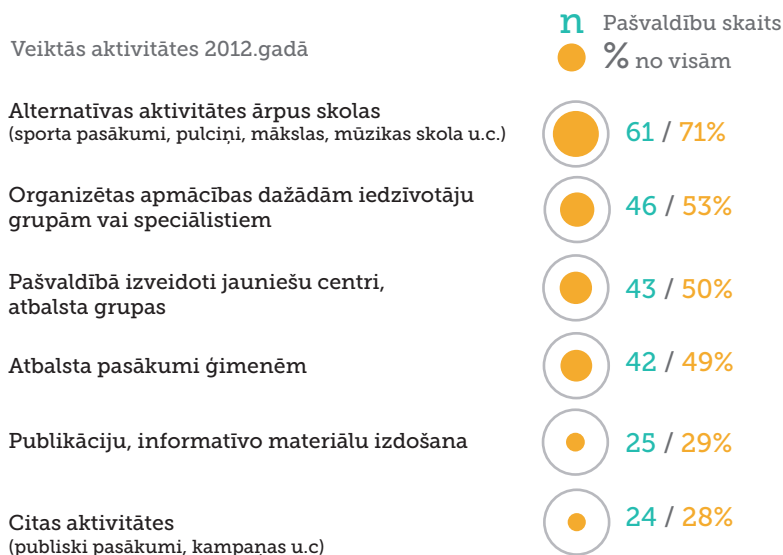 n Pašvaldību skaits
Veiktās aktivitātes 2012.gadā
% no visām
Alternatīvas aktivitātes ārpus skolas
(sporta pasākumi, pulciņi, mākslas, mūzikas skola u.c.)
61 / 71%
Organizētas apmācības dažādām iedzīvotāju
grupām vai speciālistiem
46 / 53%
Pašvaldībā izveidoti jauniešu centri,
atbalsta grupas
43 / 50%
Atbalsta pasākumi ģimenēm
42 / 49%
Publikāciju, informatīvo materiālu izdošana
25 / 29%
Citas aktivitātes
(publiski pasākumi, kampaņas u.c)
24 / 28%